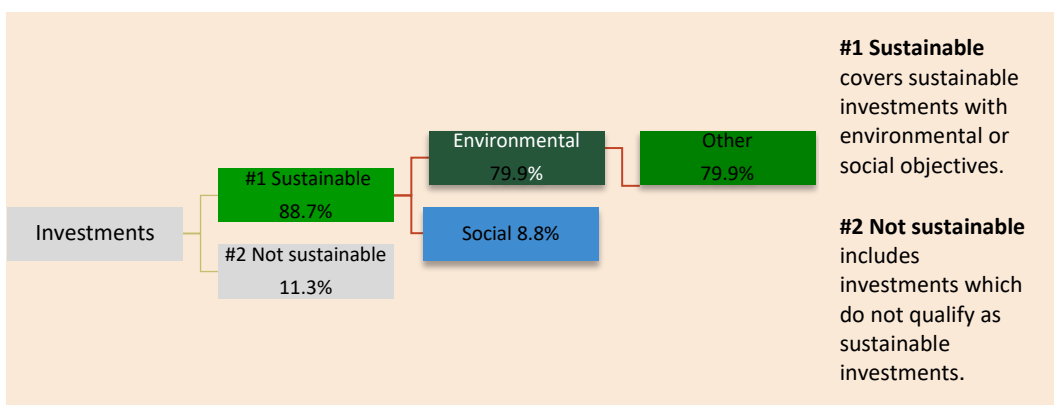 Investments
#1 Sustainable
88.7%
#2 Not sustainable
11.3%
Environmental
79.9%
Social 8.8%
Other
79.9%
#1 Sustainable
covers sustainable
investments with
environmental or
social objectives.
#2 Not sustainable
includes
investments which
do not qualify as
sustainable
investments.